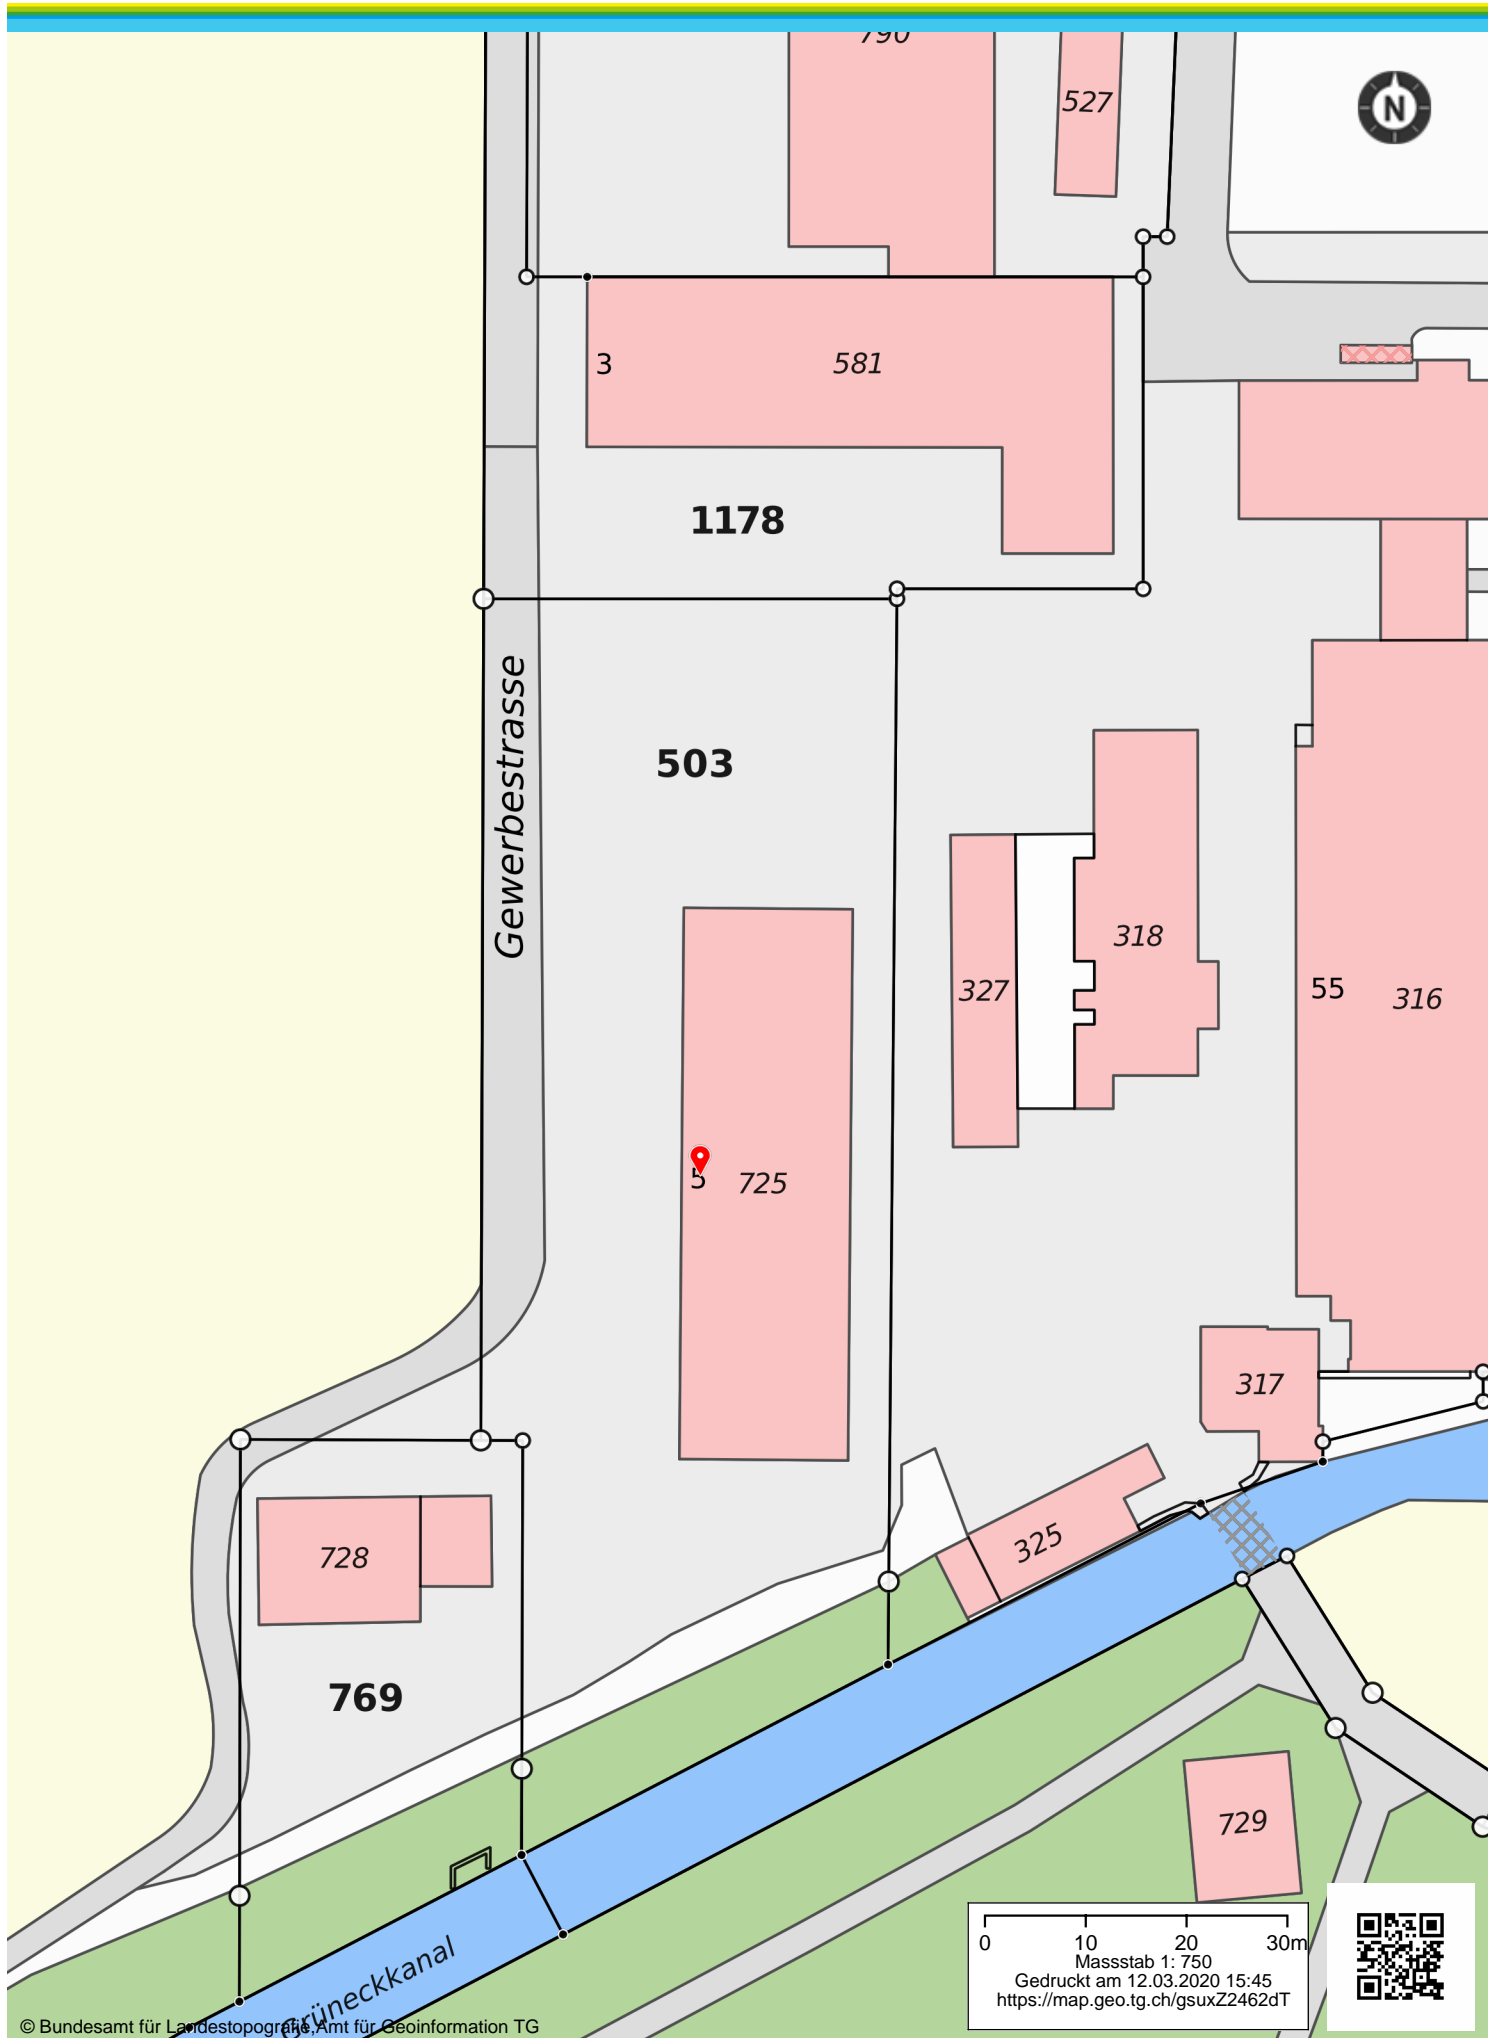 790
527
N
3
581
1178
Gewerbestrasse
503
318
327
55
316
5
725
317
325
728
769
729
Grüneckkanal
0 10 20 30m
Massstab 1: 750
Gedruckt am 12.03.2020 15:45
https://map.geo.tg.ch/gsuxZ2462dT
© Bundesamt für Landestopografie,Amt für Geoinformation TG